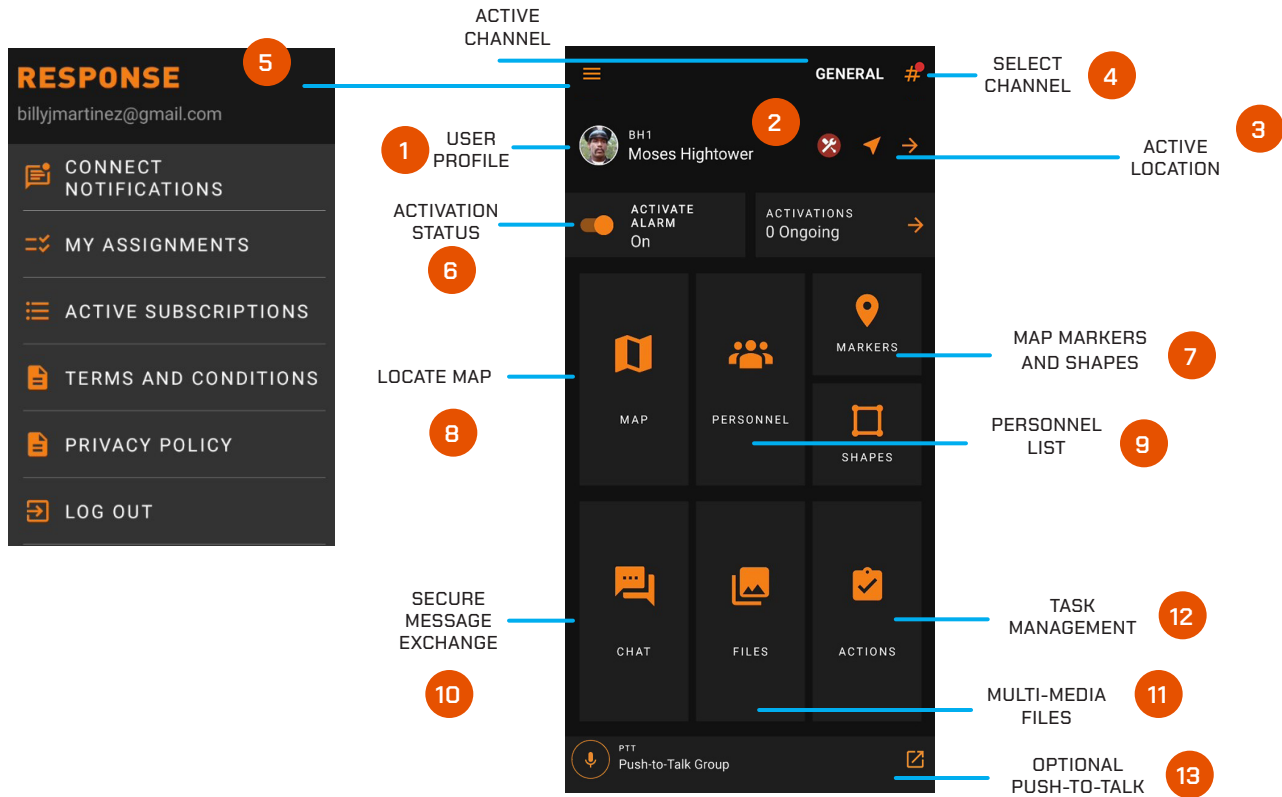 RESPONSE
billyjmartinez@gmail.com
CONNECT
NOTIFICATIONS
MY ASSIGNMENTS
ACTIVE SUBSCRIPTIONS
TERMS AND CONDITIONS
PRIVACY POLICY
LOG OUT
5
ACTIVE
CHANNEL
1
USER
PROFILE
ACTIVATION
STATUS
6
LOCATE MAP
8
SECURE
MESSAGE
EXCHANGE
10
GENERAL
#
2
BH1
Moses Hightower
ACTIVATE
ALARM
On
ACTIVATIONS
0 Ongoing
MAP
PERSONNEL
MARKERS
SHAPES
CHAT
FILES
ACTIONS
PTT
Push-to-Talk Group
SELECT
CHANNEL
4
3
ACTIVE
LOCATION
MAP MARKERS
AND SHAPES
7
PERSONNEL
LIST
9
TASK
MANAGEMENT
12
MULTI-MEDIA
FILES
11
OPTIONAL
PUSH-TO-TALK
13